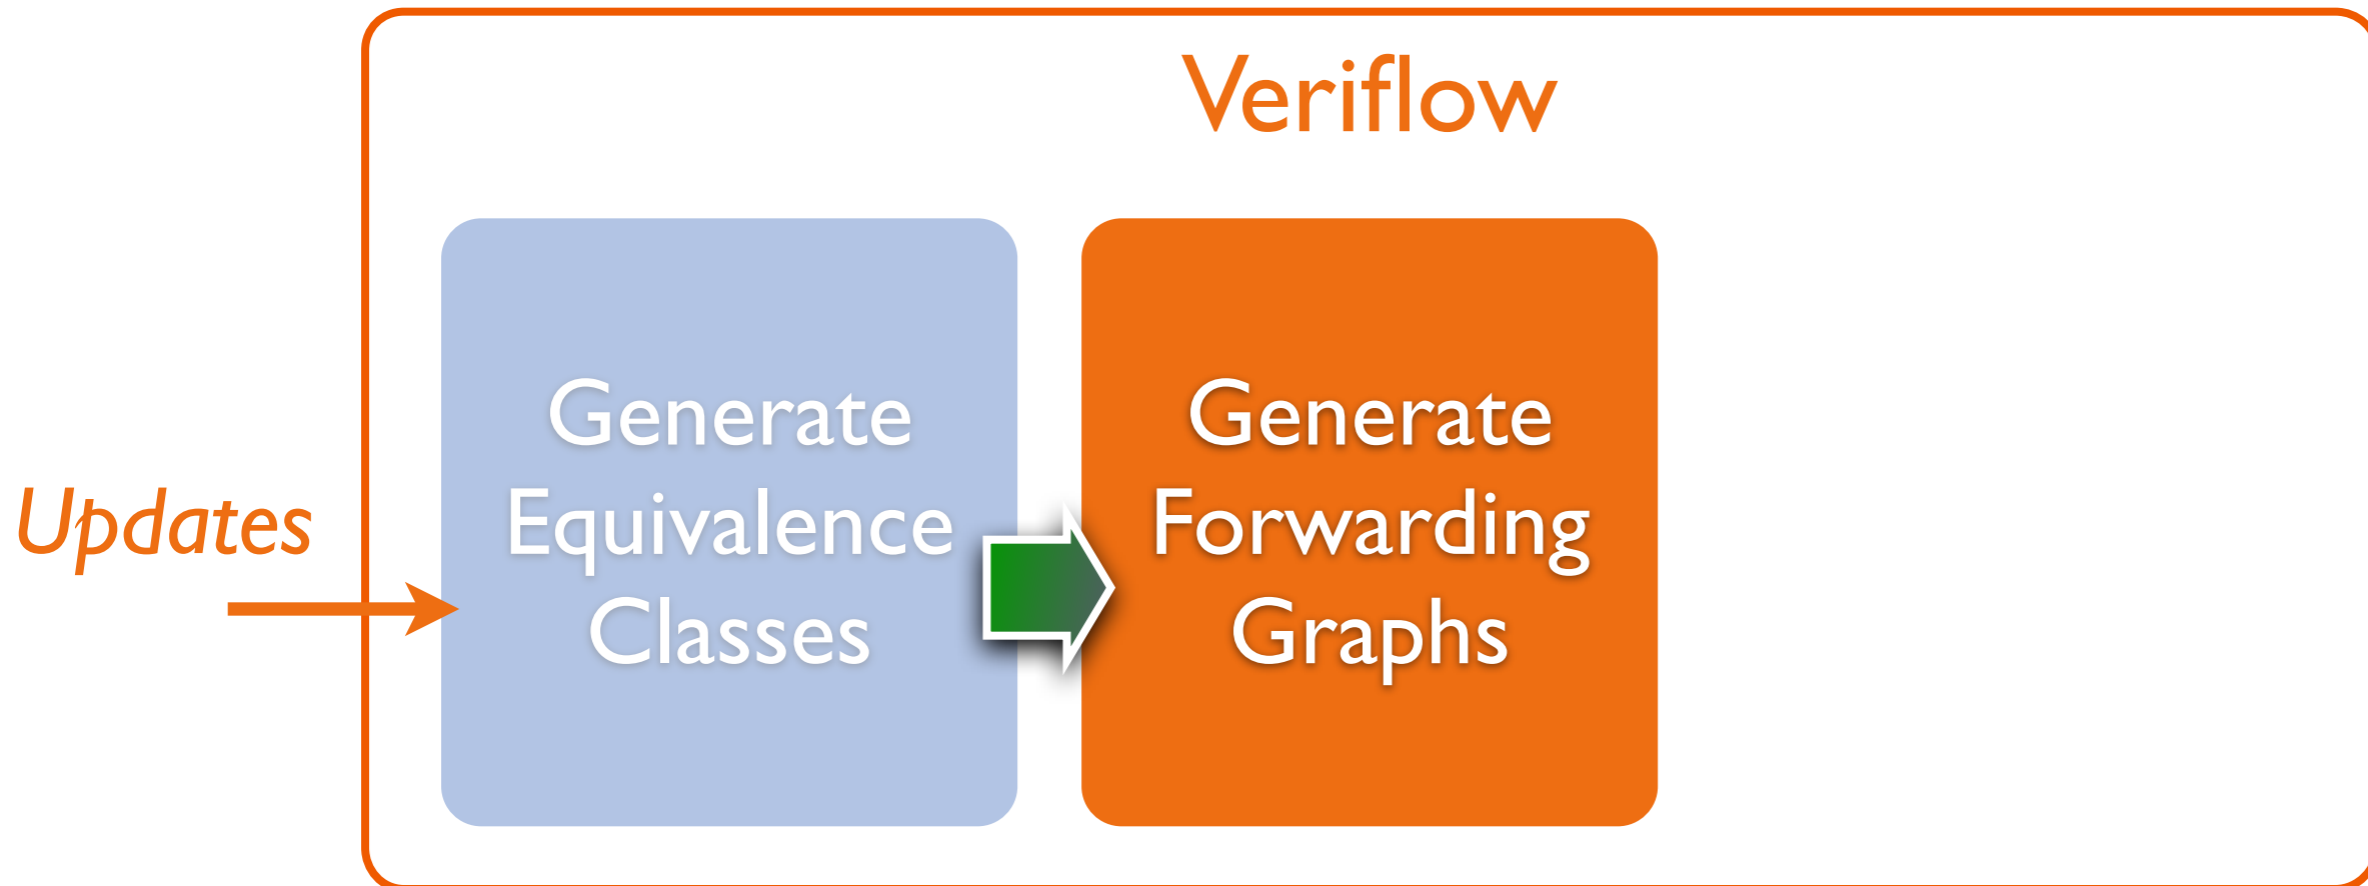 Veriflow
Updates
Generate
Equivalence
Classes
Generate
Forwarding
Graphs